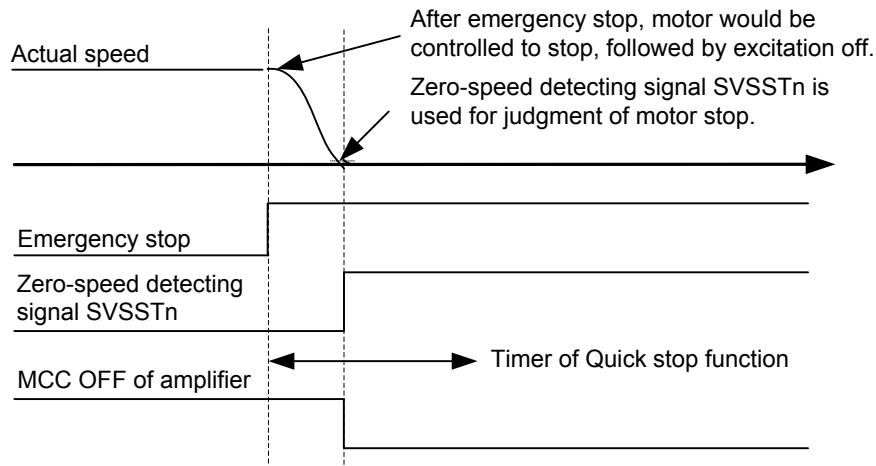 After emergency stop, motor would be
controlled to stop, followed by excitation off.
Actual speed
Zero-speed detecting signal SVSSTn is
used for judgment of motor stop.
Emergency stop
Zero-speed detecting
signal SVSSTn
Timer of Quick stop function
MCC OFF of amplifier